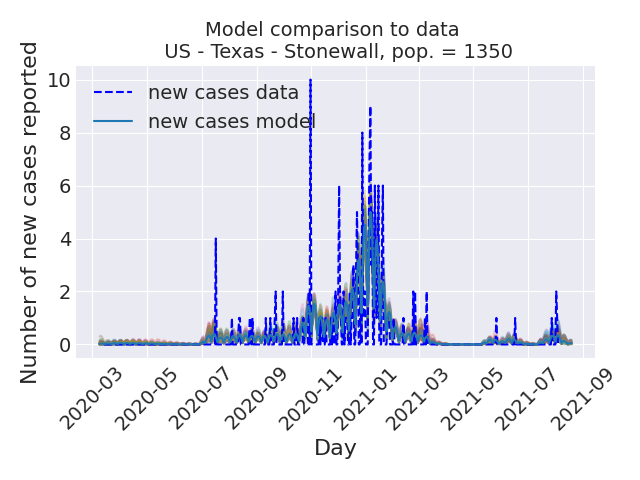 Model comparison to data
US - Texas - Stonewall, pop. = 1350
Number of new cases reported
10
8
6
4
2
0
new cases data
new cases model
2020-03
2020-05
2020-07
2020-09
2020-11
2021-01
2021-03
2021-05
2021-07
2021-09
Day